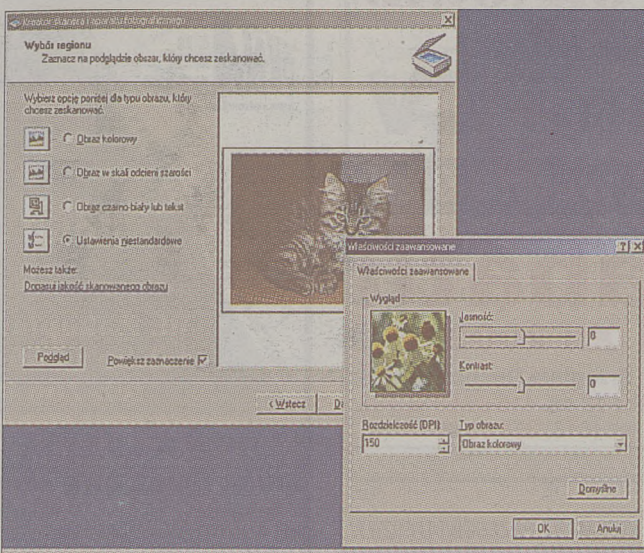 Kreator skanera i aparatu fotograficznego
Wybór regionu
Zaznacz na podglądzie obszar, który chcesz zeskanować.
Wybierz opcję poniżej dla typu obrazu, który
chcesz zeskanować.
Obraz kolorowy
Obraz w skali odcieni szarości
Obraz czarno-biały lub tekst
Ustawienia niestandardowe
Możesz także:
Dopasuj jakość skanowanego obrazu
Podgląd
Powiększ zaznaczenie
< Wstecz
Właściwości zaawansowane
Właściwości zaawansowane
Wygląd
Jasność:
0
Kontrast:
0
Rozdzielczość (DPI):
Typ obrazu:
150
Obraz kolorowy
Domyślne
OK
Anuluj